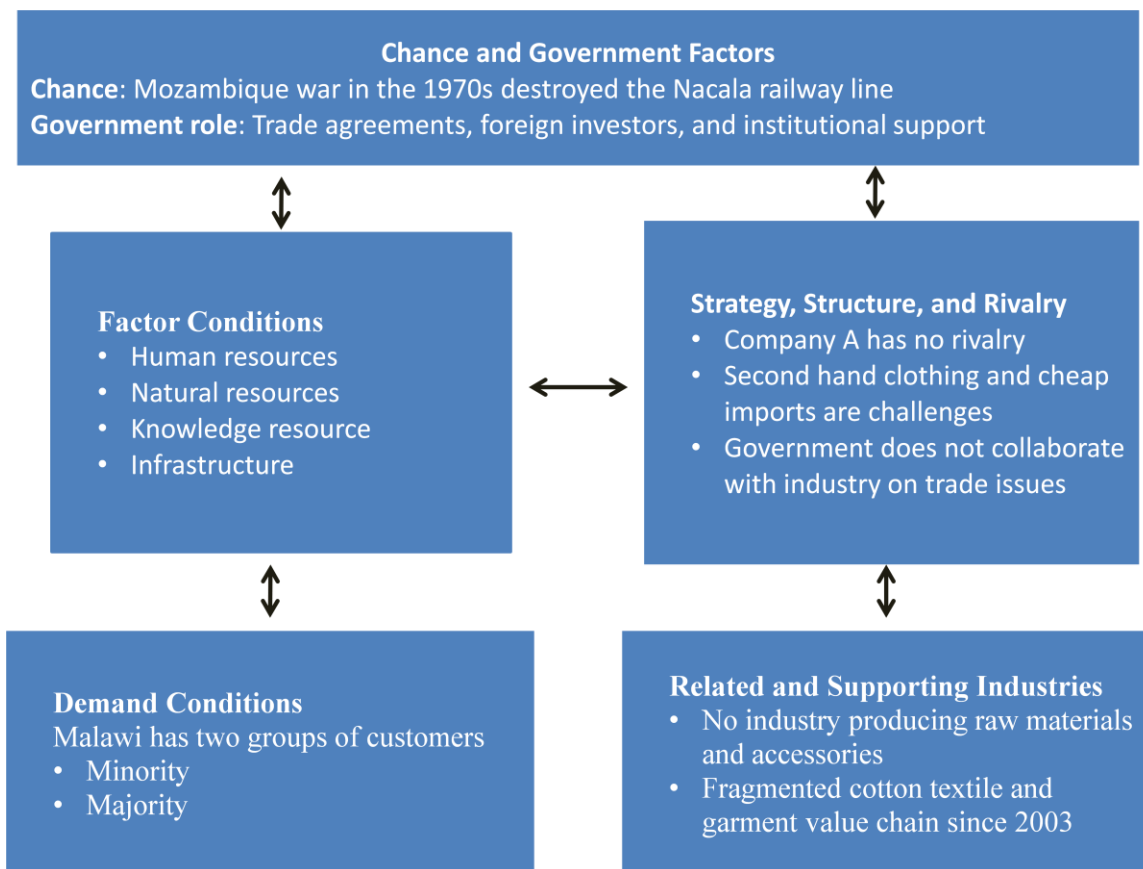 Chance and Government Factors
Chance: Mozambique war in the 1970s destroyed the Nacala railway line
Government role: Trade agreements, foreign investors, and institutional support
Factor Conditions
• Human resources
• Natural resources
• Knowledge resource
• Infrastructure
Strategy, Structure, and Rivalry
• Company A has no rivalry
• Second hand clothing and cheap
imports are challenges
• Government does not collaborate
with industry on trade issues
Demand Conditions
Malawi has two groups of customers
• Minority
• Majority
Related and Supporting Industries
• No industry producing raw materials
and accessories
• Fragmented cotton textile and
garment value chain since 2003